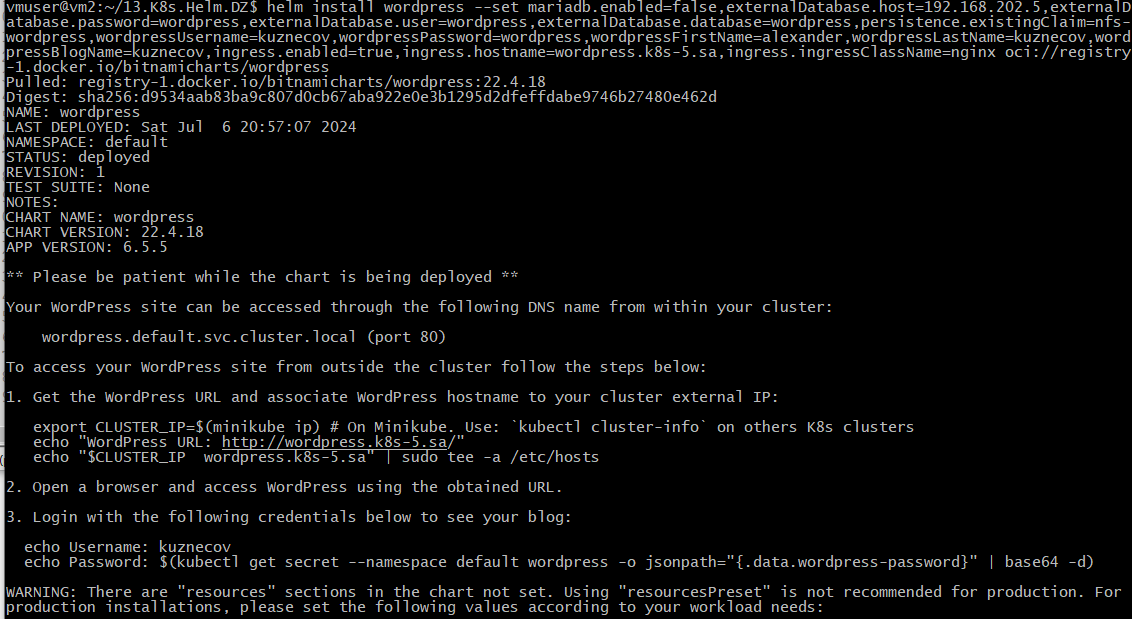 vmuser@vm2:~/13.K8s.Helm.DZ$ helm install wordpress --set mariadb.enabled=false,externalDatabase.host=192.168.202.5,externalD
atabase.password=wordpress,externalDatabase.user=wordpress,externalDatabase.database=wordpress,persistence.existingClaim=nfs-
wordpress,wordpressUsername=kuznecov,wordpressPassword=wordpress,wordpressFirstName=alexander,wordpressLastName=kuznecov,word
pressBlogName=kuznecov,ingress.enabled=true,ingress.hostname=wordpress.k8s-5.sa,ingress.ingressClassName=nginx oci://registry
-1.docker.io/bitnamicharts/wordpress
Pulled: registry-1.docker.io/bitnamicharts/wordpress:22.4.18
Digest: sha256:d9534aab83ba9c807d0cb67aba922e0e3b1295d2dfeffdabe9746b27480e462d
NAME: wordpress
LAST DEPLOYED: Sat Jul  6 20:57:07 2024
NAMESPACE: default
STATUS: deployed
REVISION: 1
TEST SUITE: None
NOTES:
CHART NAME: wordpress
CHART VERSION: 22.4.18
APP VERSION: 6.5.5
** Please be patient while the chart is being deployed **
Your WordPress site can be accessed through the following DNS name from within your cluster:
wordpress.default.svc.cluster.local (port 80)
To access your WordPress site from outside the cluster follow the steps below:
1. Get the WordPress URL and associate WordPress hostname to your cluster external IP:
export CLUSTER_IP=$(minikube ip) # On Minikube. Use: `kubectl cluster-info` on others K8s clusters
echo "WordPress URL: http://wordpress.k8s-5.sa/"
echo "$CLUSTER_IP  wordpress.k8s-5.sa" | sudo tee -a /etc/hosts
2. Open a browser and access WordPress using the obtained URL.
3. Login with the following credentials below to see your blog:
echo Username: kuznecov
echo Password: $(kubectl get secret --namespace default wordpress -o jsonpath="{.data.wordpress-password}" | base64 -d)
WARNING: There are "resources" sections in the chart not set. Using "resourcesPreset" is not recommended for production. For
production installations, please set the following values according to your workload needs: